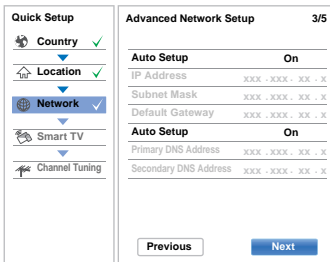 Quick Setup
Country
Location
Network
Smart TV
Channel Tuning
Advanced Network Setup 3/5
Auto Setup On
IP Address xxx . xxx . xx . x
Subnet Mask xxx . xxx . xx . x
Default Gateway xxx . xxx . xx . x
Auto Setup On
Primary DNS Address xxx . xxx . xx . x
Secondary DNS Address xxx . xxx . xx . x
Previous Next